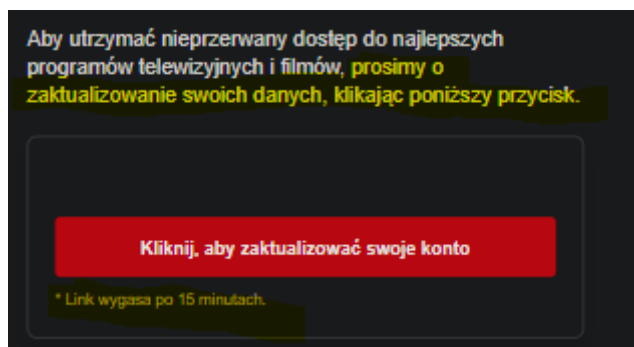 Aby utrzymać nieprzerwany dostęp do najlepszych
programów telewizyjnych i filmów, prosimy o
zaktualizowanie swoich danych, klikając poniższy przycisk.
Kliknij, aby zaktualizować swoje konto
* Link wygasa po 15 minutach.